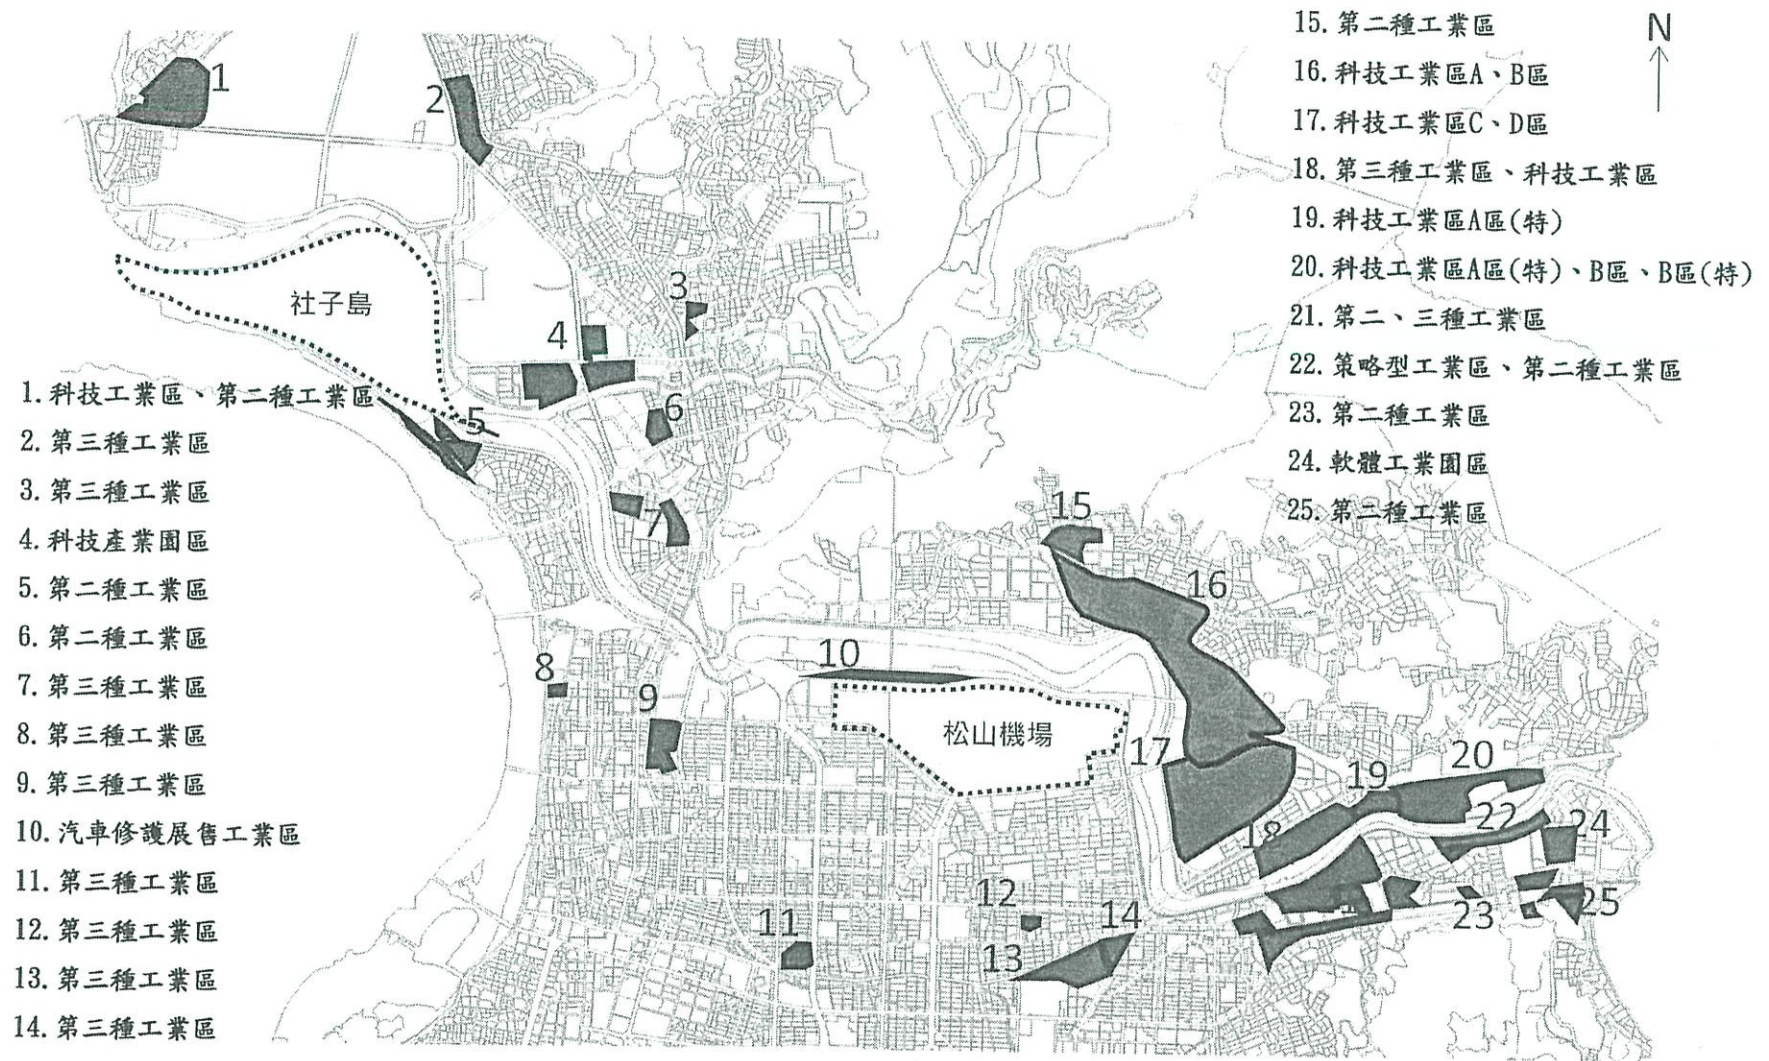 1.科技工業區、第二種工業區
2.第三種工業區
3.第三種工業區
4.科技產業園區
5.第二種工業區
6.第二種工業區
7.第三種工業區
8.第三種工業區
9.第三種工業區
10.汽車修護展售工業區
11.第三種工業區
12.第三種工業區
13.第三種工業區
14.第三種工業區
15.第二種工業區
16.科技工業區A、B區
17.科技工業區C、D區
18.第三種工業區、科技工業區
19.科技工業區A區(特)
20.科技工業區A區(特)、B區、B區(特)
21.第二、三種工業區
22.策略型工業區、第二種工業區
23.第二種工業區
24.軟體工業園區
25.第二種工業區
N
1
2
社子島
3
4
5
6
7
8
9
10
松山機場
11
12
13
14
15
16
17
18
19
20
22
23
24
25